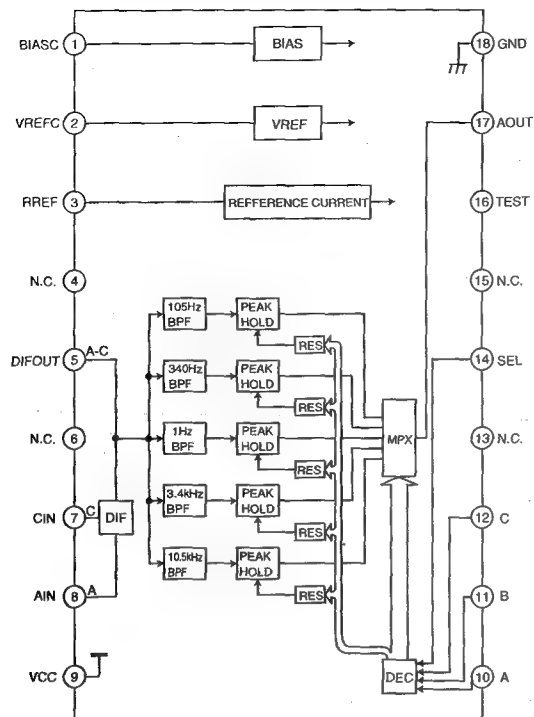 BIASC 1 BIAS 18 GND
VREFC 2 VREF 17 AOUT
RREF 3 REFFERENCE CURRENT 16 TEST
N.C. 4 15 N.C.
105Hz BPF PEAK HOLD
RES
DIFOUT 5 A-C 14 SEL
340Hz BPF PEAK HOLD
RES
N.C. 6 1Hz BPF PEAK HOLD MPX 13 N.C.
RES
CIN 7 C DIF 3.4kHz BPF PEAK HOLD 12 C
RES
10.5kHz BPF PEAK HOLD
AIN 8 A RES 11 B
VCC 9 DEC 10 A